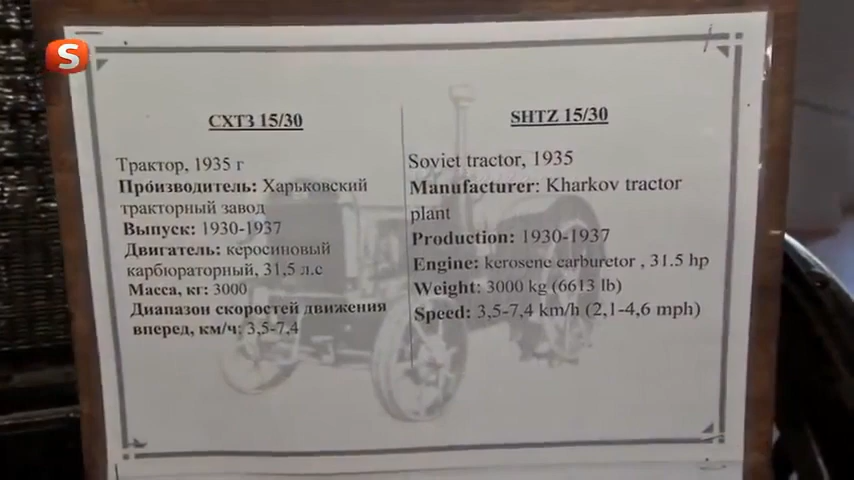 S
СХТЗ 15/30
Трактор, 1935 г
Производитель: Харьковский
тракторный завод
Выпуск: 1930-1937
Двигатель: керосиновый
карбюраторный, 31,5 л.с
Масса, кг: 3000
Диапазон скоростей движения
вперед, км/ч: 3,5-7,4
SHTZ 15/30
Soviet tractor, 1935
Manufacturer: Kharkov tractor
plant
Production: 1930-1937
Engine: kerosene carburetor , 31.5 hp
Weight: 3000 kg (6613 lb)
Speed: 3,5-7,4 km/h (2,1-4,6 mph)